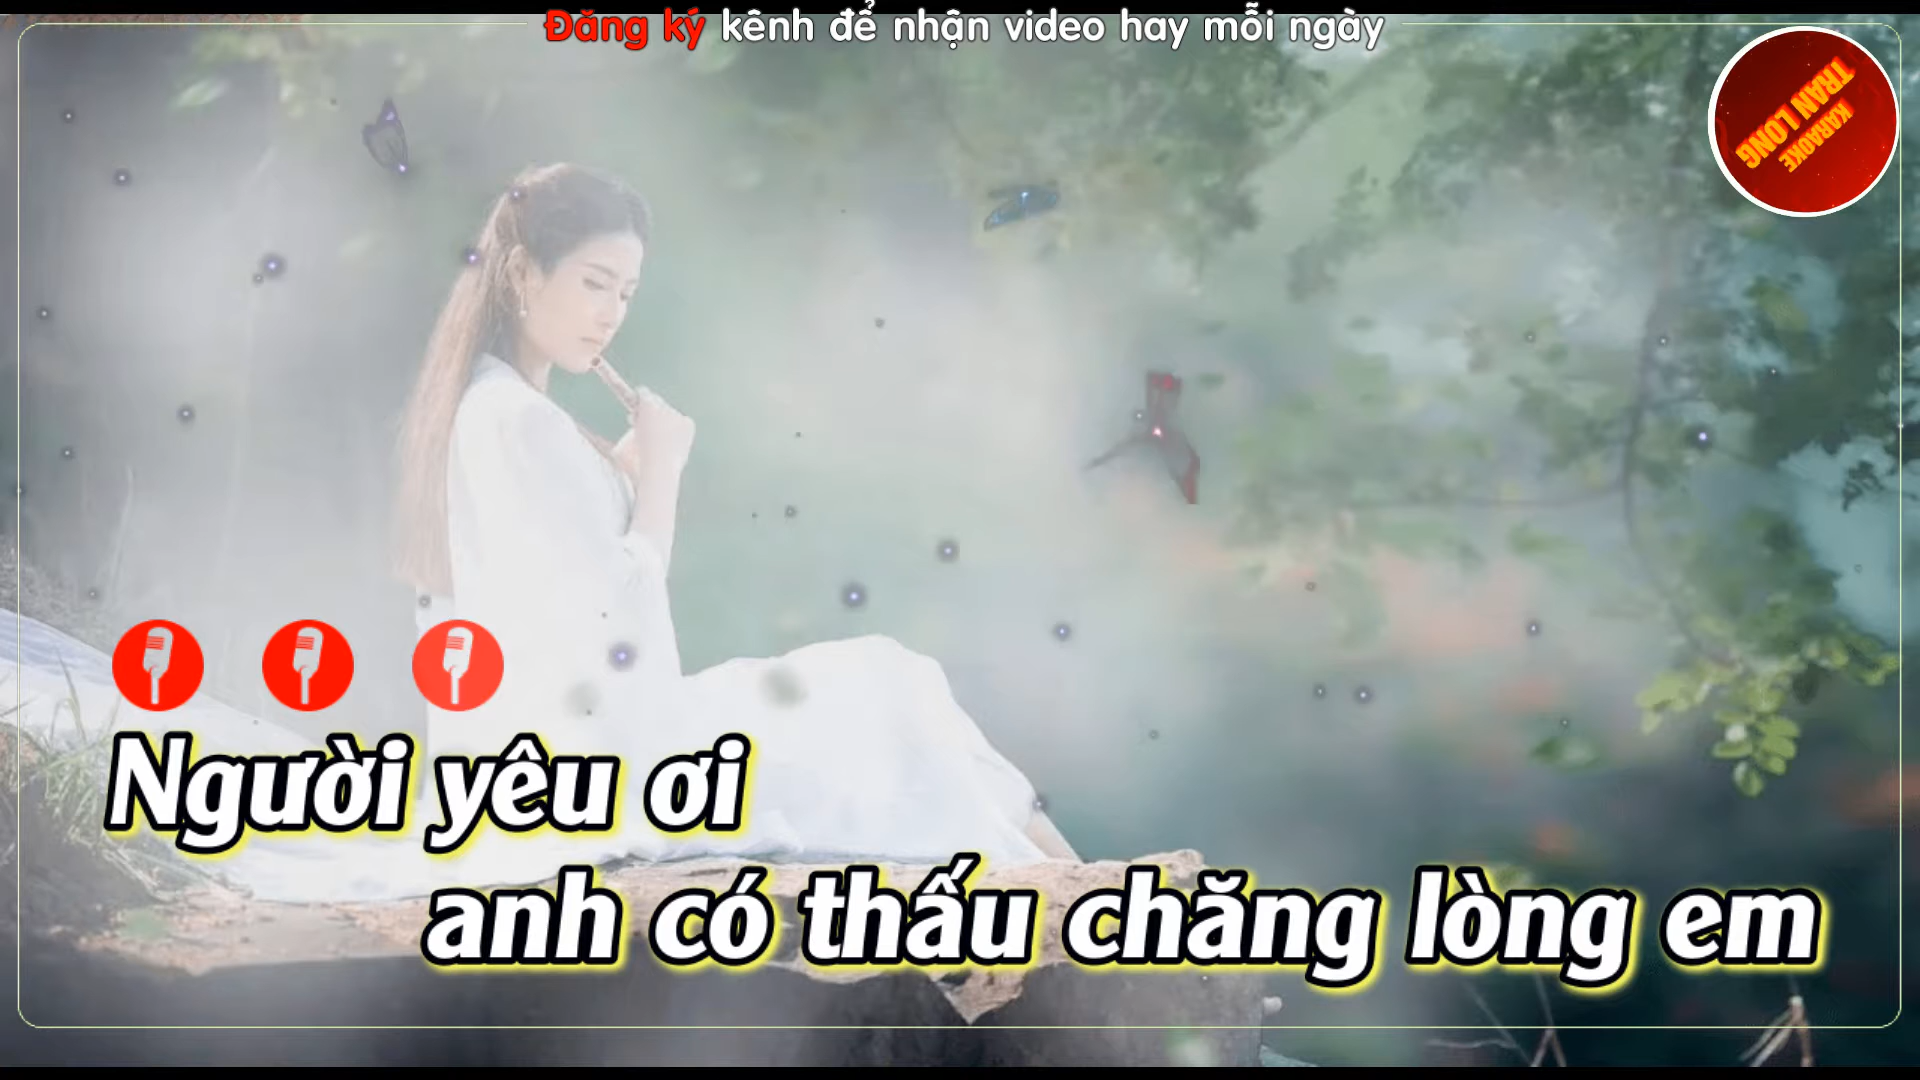 Đăng ký kênh để nhận video hay mỗi ngày
TRAN LONG
KARAOKE
Người yêu ơi
anh có thấu chăng lòng em